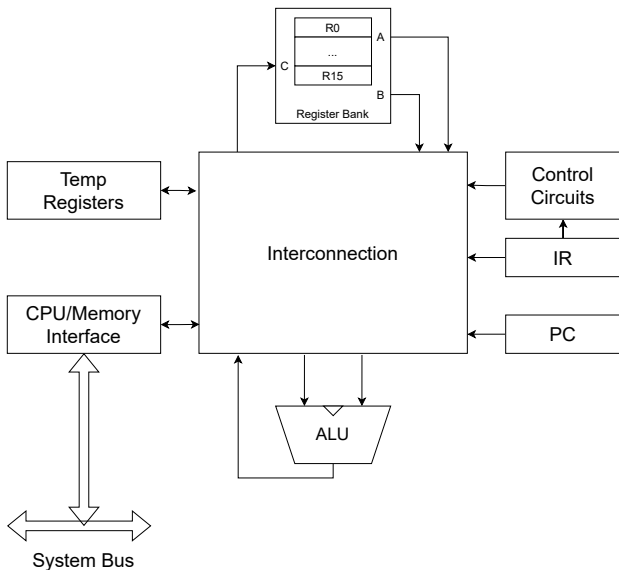 R0
A
...
C
R15
B
Register Bank
Temp
Registers
Control
Circuits
Interconnection
IR
CPU/Memory
Interface
PC
ALU
System Bus